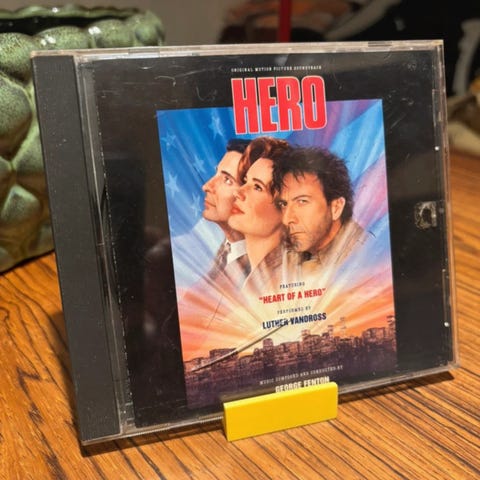 ORIGINAL MOTION PICTURE SOUNDTRACK
HERO
FEATURING
"HEART OF A HERO"
PERFORMED BY
LUTHER VANDROSS
MUSIC COMPOSED AND CONDUCTED BY
GEORGE FENTON